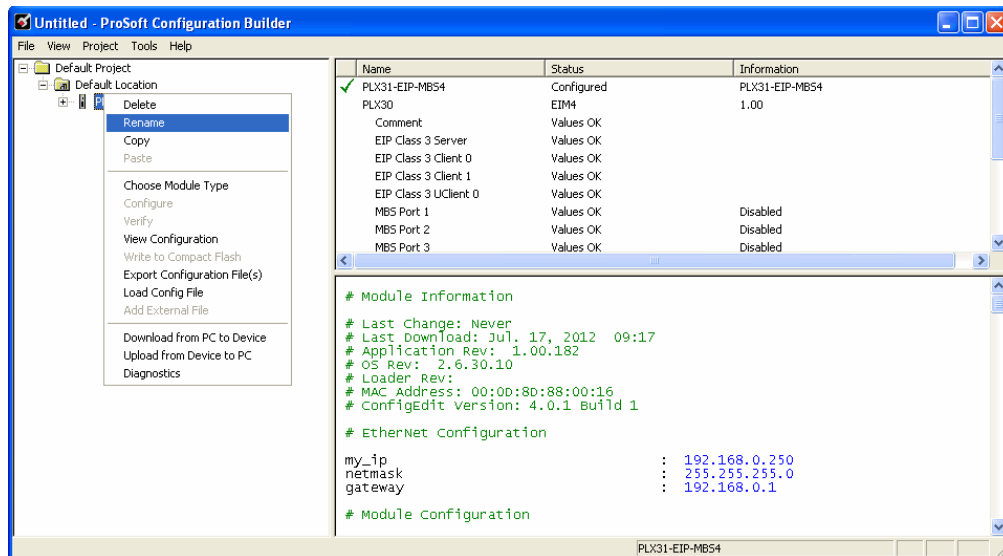 Untitled - ProSoft Configuration Builder
File View Project Tools Help
Default Project
Default Location
Delete
Rename
Copy
Paste
Choose Module Type
Configure
Verify
View Configuration
Write to Compact Flash
Export Configuration File(s)
Load Config File
Add External File
Download from PC to Device
Upload from Device to PC
Diagnostics
Name Status Information
PLX31-EIP-MBS4 Configured PLX31-EIP-MBS4
PLX30 EIM4 1.00
Comment Values OK
EIP Class 3 Server Values OK
EIP Class 3 Client 0 Values OK
EIP Class 3 Client 1 Values OK
EIP Class 3 UClient 0 Values OK
MBS Port 1 Values OK Disabled
MBS Port 2 Values OK Disabled
MBS Port 3 Values OK Disabled
# Module Information
# Last Change: Never
# Last Download: Jul. 17, 2012 09:17
# Application Rev: 1.00.182
# OS Rev: 2.6.30.10
# Loader Rev:
# MAC Address: 00:0D:8D:88:00:16
# ConfigEdit Version: 4.0.1 Build 1
# EtherNet Configuration
my_ip : 192.168.0.250
netmask : 255.255.255.0
gateway : 192.168.0.1
# Module Configuration
PLX31-EIP-MBS4